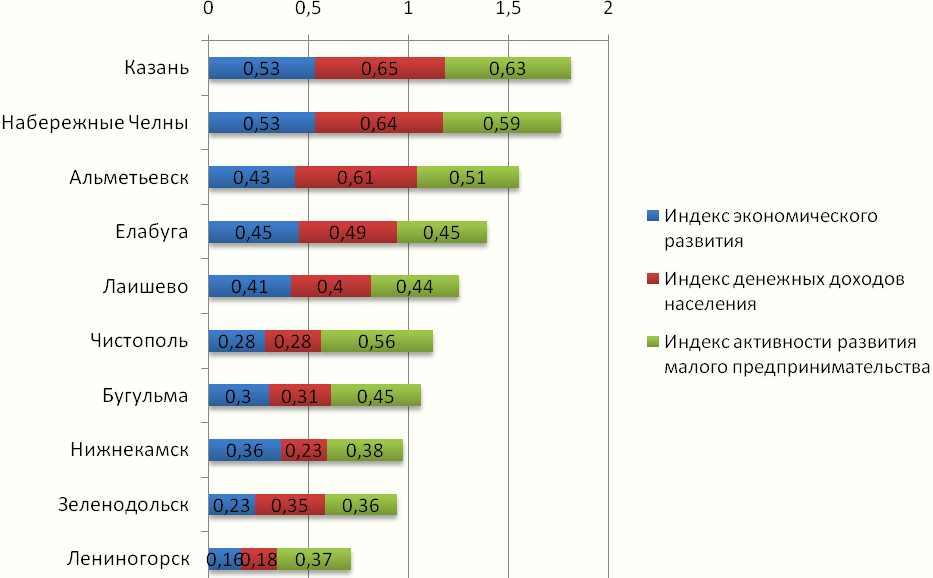 0 0,5 1 1,5 2
Казань 0,53 0,65 0,63
Набережные Челны 0,53 0,64 0,59
Альметьевск 0,43 0,61 0,51
Елабуга 0,45 0,49 0,45
Лаишево 0,41 0,4 0,44
Чистополь 0,28 0,28 0,56
Бугульма 0,3 0,31 0,45
Нижнекамск 0,36 0,23 0,38
Зеленодольск 0,23 0,35 0,36
Лениногорск 0,16 0,18 0,37
Индекс экономического
развития
Индекс денежных доходов
населения
Индекс активности развития
малого предпринимательства